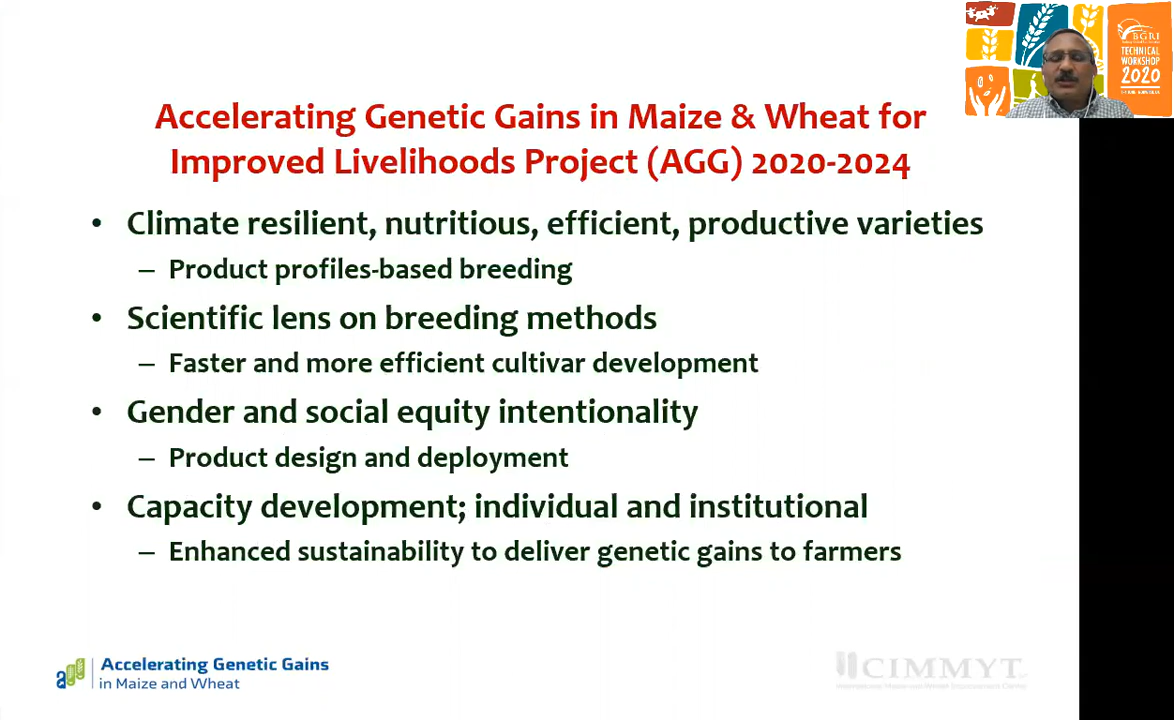 BGRI
TECHNICAL
WORKSHOP
2020
Accelerating Genetic Gains in Maize & Wheat for
Improved Livelihoods Project (AGG) 2020-2024
• Climate resilient, nutritious, efficient, productive varieties
– Product profiles-based breeding
• Scientific lens on breeding methods
– Faster and more efficient cultivar development
• Gender and social equity intentionality
– Product design and deployment
• Capacity development; individual and institutional
– Enhanced sustainability to deliver genetic gains to farmers
Accelerating Genetic Gains
in Maize and Wheat
CIMMYT